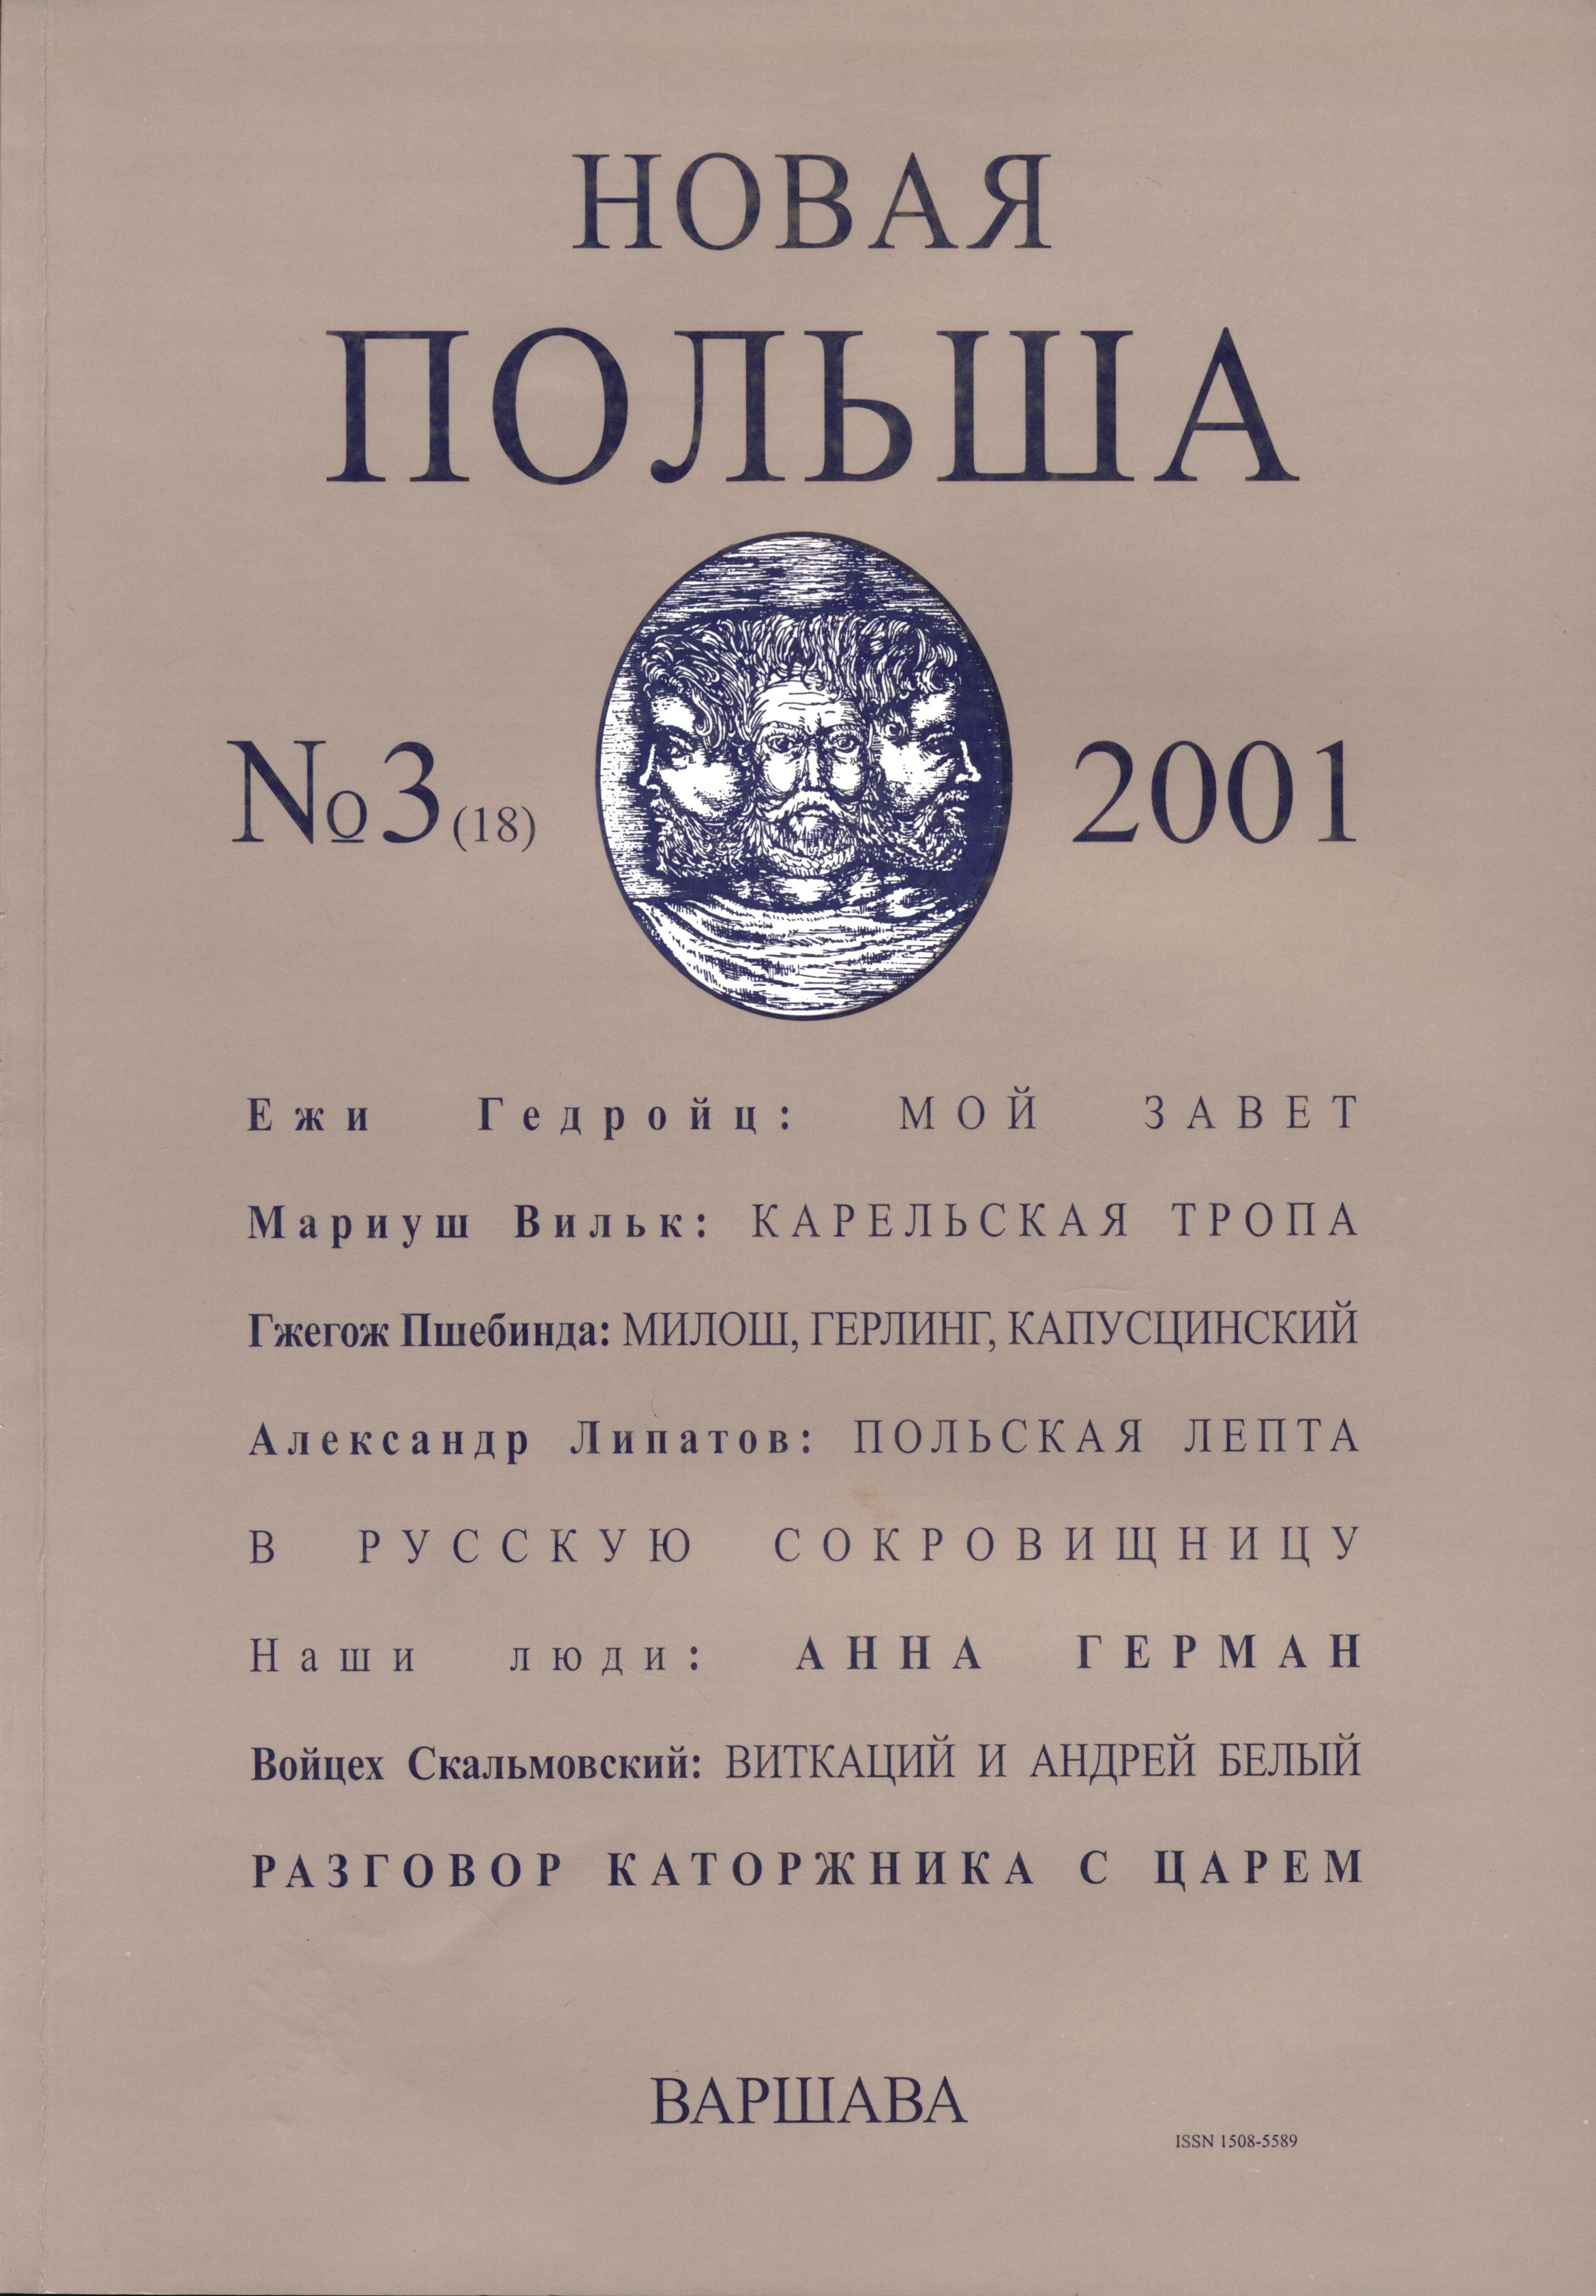 НОВАЯ
ПОЛЬША
№3(18) 2001
Ежи Гедройц: МОЙ ЗАВЕТ
Мариуш Вильк: КАРЕЛЬСКАЯ ТРОПА
Гжегож Пшебинда: МИЛОШ, ГЕРЛИНГ, КАПУСЦИНСКИЙ
Александр Липатов: ПОЛЬСКАЯ ЛЕПТА
В РУССКУЮ СОКРОВИЩНИЦУ
Наши люди: АННА ГЕРМАН
Войцех Скальмовский: ВИТКАЦИЙ И АНДРЕЙ БЕЛЫЙ
РАЗГОВОР КАТОРЖНИКА С ЦАРЕМ
ВАРШАВА
ISSN 1508-5589